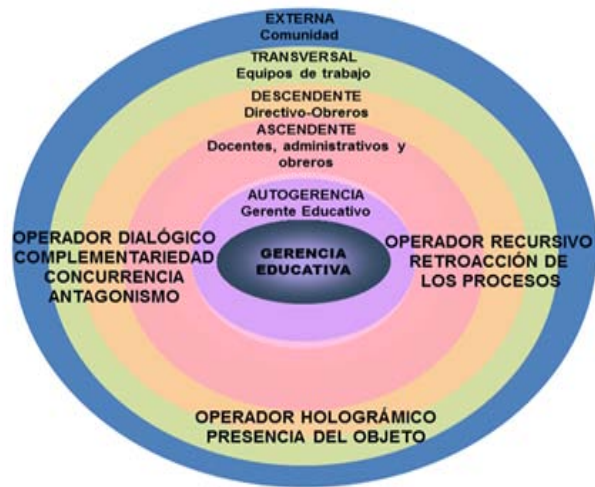 EXTERNA
Comunidad
TRANSVERSAL
Equipos de trabajo
DESCENDENTE
Directivo-Obreros
ASCENDENTE
Docentes, administrativos y
obreros
AUTOGERENCIA
Gerente Educativo
GERENCIA
EDUCATIVA
OPERADOR DIALÓGICO
COMPLEMENTARIEDAD
CONCURRENCIA
ANTAGONISMO
OPERADOR RECURSIVO
RETROACCIÓN DE
LOS PROCESOS
OPERADOR HOLOGRÁMICO
PRESENCIA DEL OBJETO